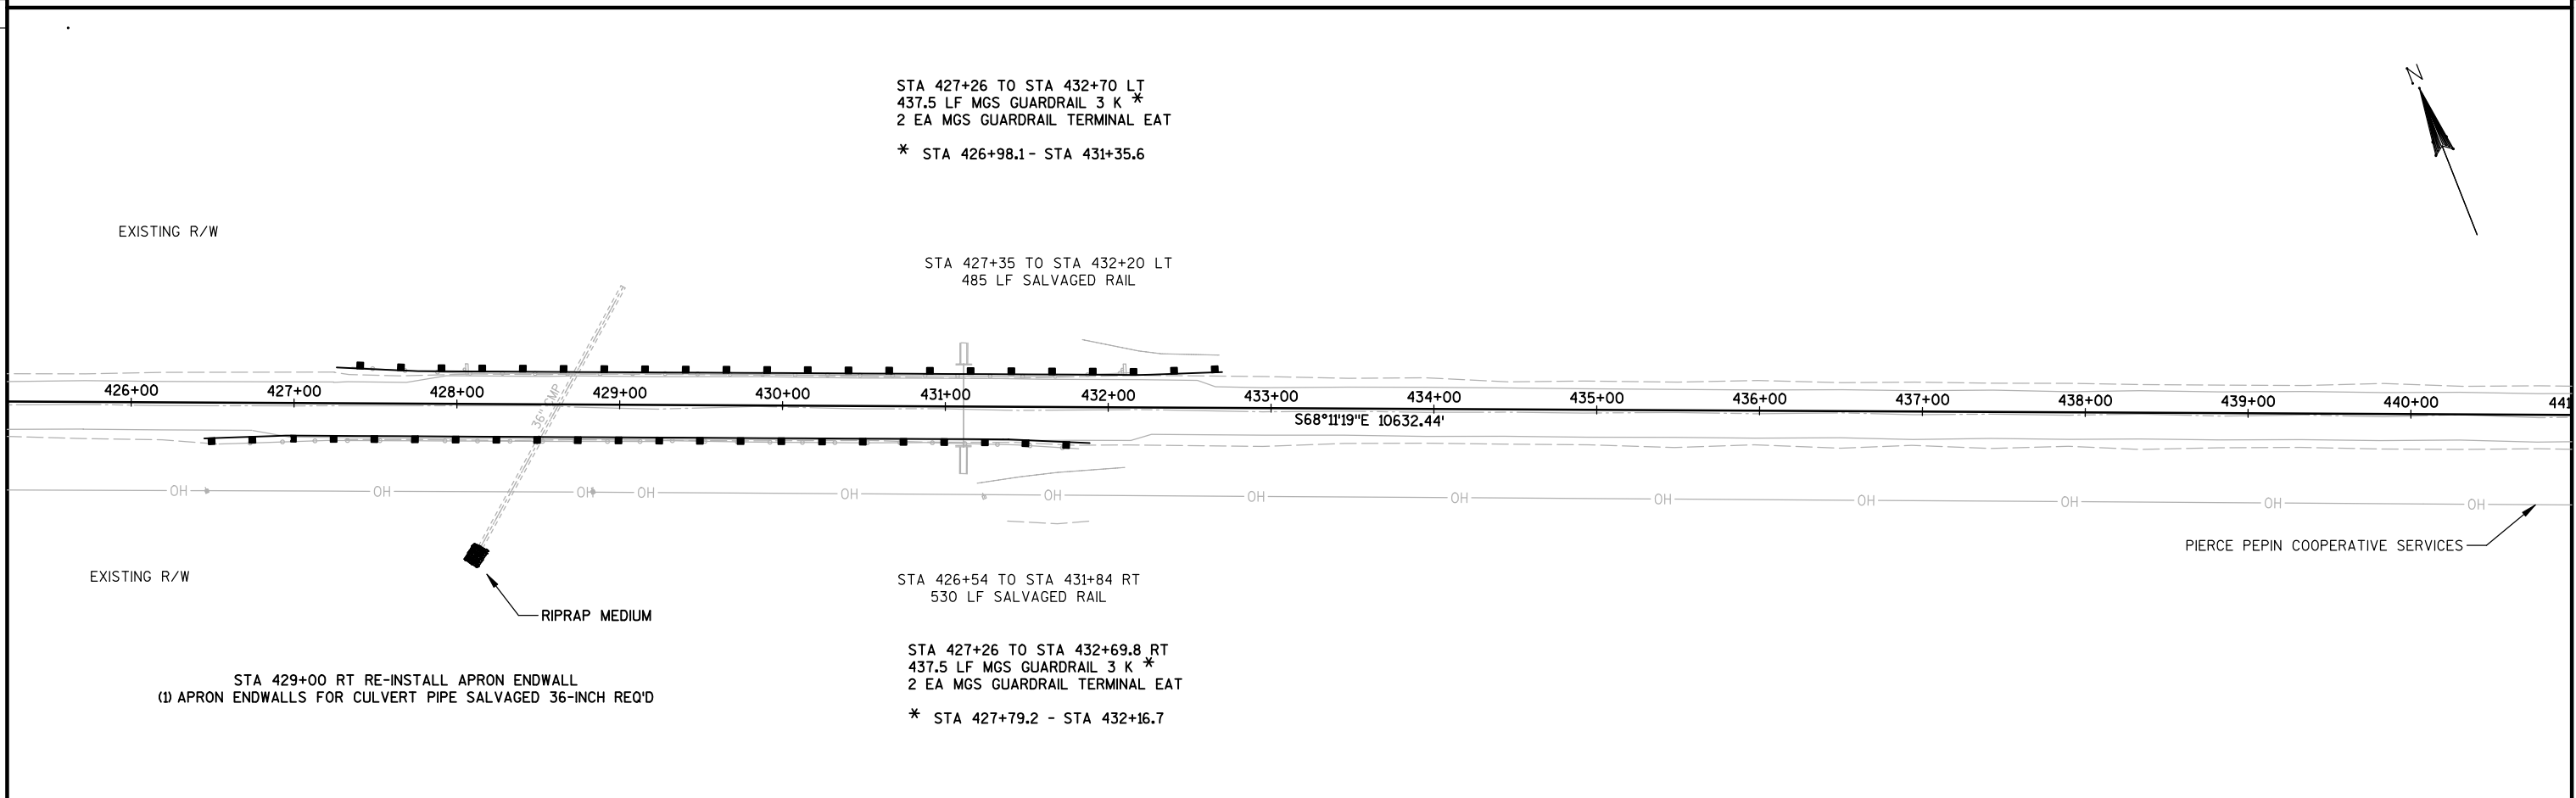 STA 427+26 TO STA 432+70 LT
437.5 LF MGS GUARDRAIL 3 K *
2 EA MGS GUARDRAIL TERMINAL EAT
* STA 426+98.1 - STA 431+35.6
N
EXISTING R/W
STA 427+35 TO STA 432+20 LT
485 LF SALVAGED RAIL
36" CMP
426+00 427+00 428+00 429+00 430+00 431+00 432+00 433+00 434+00 435+00 436+00 437+00 438+00 439+00 440+00 441
S68°11'19"E 10632.44'
OH OH OH OH OH OH OH OH OH OH OH OH OH
PIERCE PEPIN COOPERATIVE SERVICES
EXISTING R/W
STA 426+54 TO STA 431+84 RT
530 LF SALVAGED RAIL
RIPRAP MEDIUM
STA 427+26 TO STA 432+69.8 RT
437.5 LF MGS GUARDRAIL 3 K *
2 EA MGS GUARDRAIL TERMINAL EAT
* STA 427+79.2 - STA 432+16.7
STA 429+00 RT RE-INSTALL APRON ENDWALL
(1) APRON ENDWALLS FOR CULVERT PIPE SALVAGED 36-INCH REQ'D